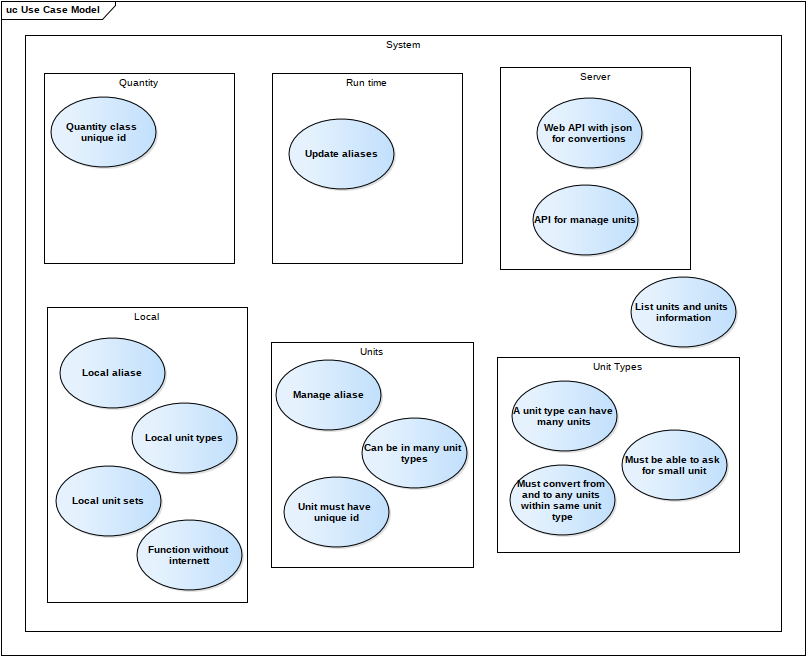 uc Use Case Model
System
Quantity
Quantity class
unique id
Run time
Update aliases
Server
Web API with json
for convertions
API for manage units
List units and units
information
Local
Local aliase
Local unit types
Local unit sets
Function without
internett
Units
Manage aliase
Can be in many unit
types
Unit must have
unique id
Unit Types
A unit type can have
many units
Must be able to ask
for small unit
Must convert from
and to any units
within same unit
type